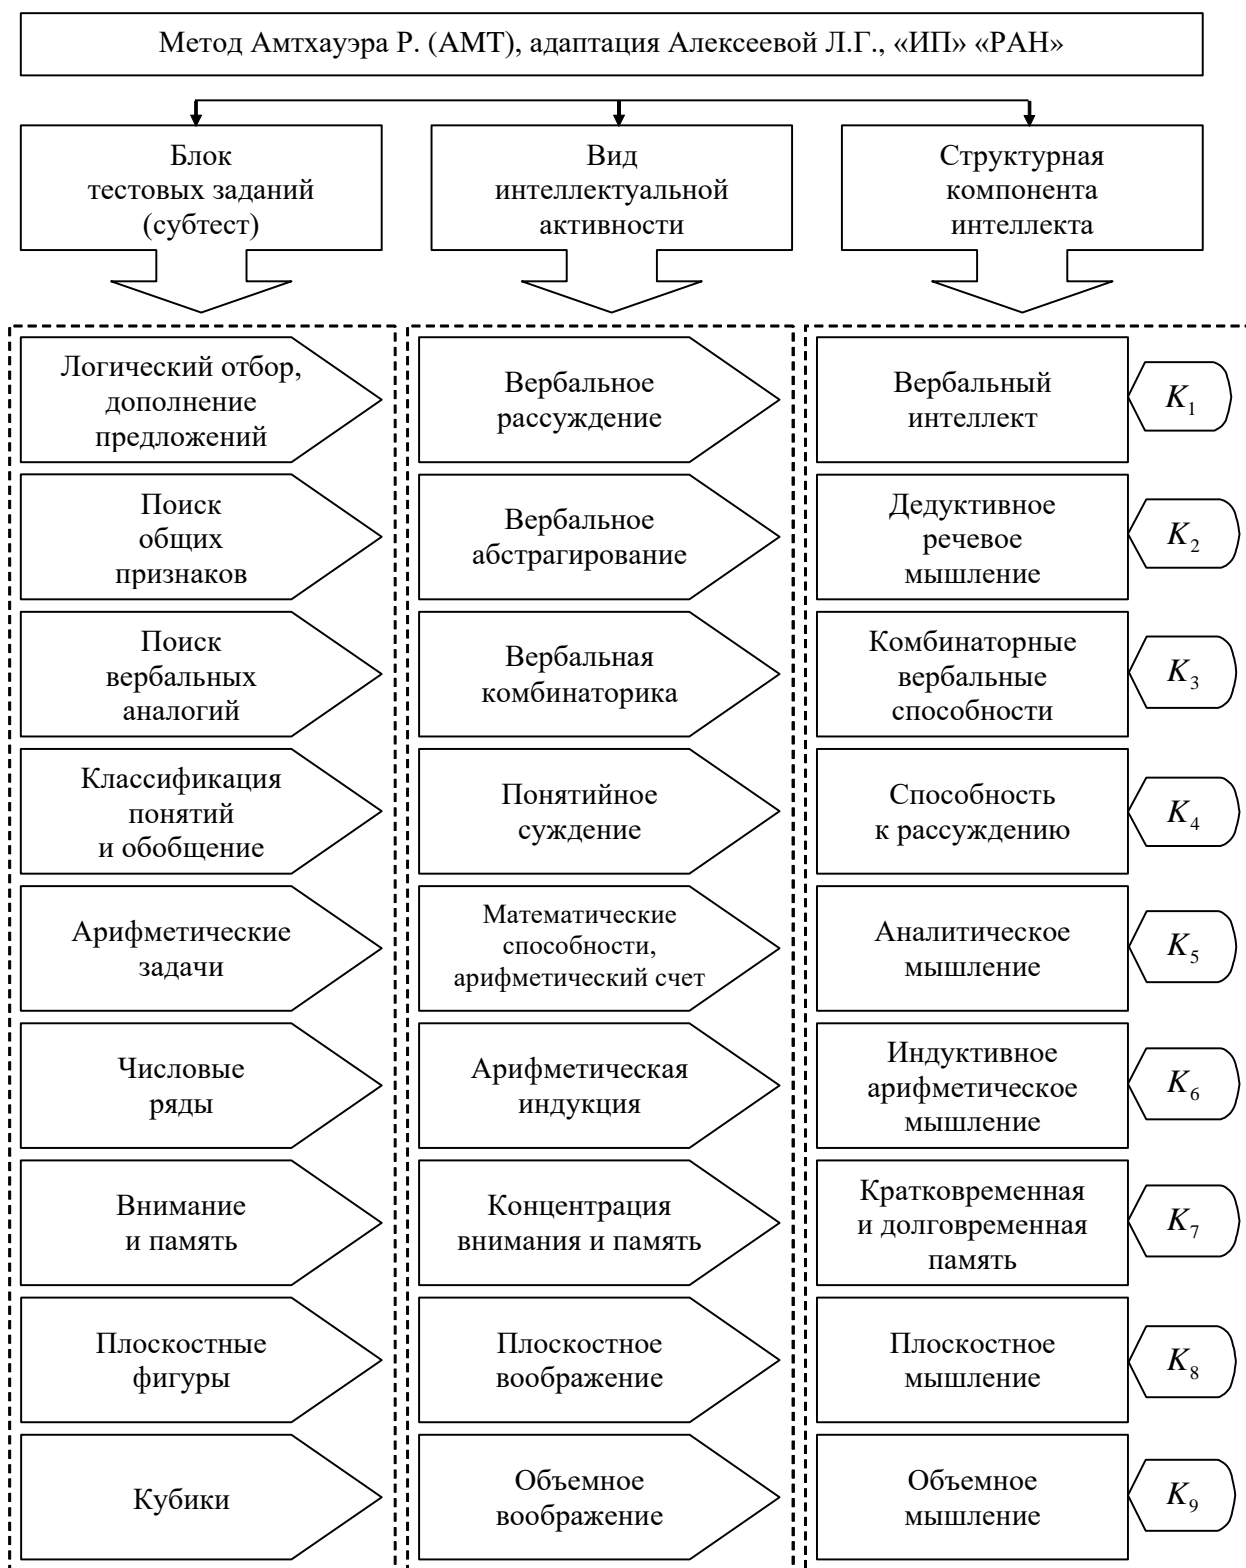 Метод Амтхауэра Р. (АМТ), адаптация Алексеевой Л.Г., «ИП» «РАН»
Блок
тестовых заданий
(субтест)
Вид
интеллектуальной
активности
Структурная
компонента
интеллекта
Логический отбор,
дополнение
предложений
Вербальное
рассуждение
Вербальный
интеллект
K₁
Поиск
общих
признаков
Вербальное
абстрагирование
Дедуктивное
речевое
мышление
K₂
Поиск
вербальных
аналогий
Вербальная
комбинаторика
Комбинаторные
вербальные
способности
K₃
Классификация
понятий
и обобщение
Понятийное
суждение
Способность
к рассуждению
K₄
Арифметические
задачи
Математические
способности,
арифметический счет
Аналитическое
мышление
K₅
Числовые
ряды
Арифметическая
индукция
Индуктивное
арифметическое
мышление
K₆
Внимание
и память
Концентрация
внимания и память
Кратковременная
и долговременная
память
K₇
Плоскостные
фигуры
Плоскостное
воображение
Плоскостное
мышление
K₈
Кубики
Объемное
воображение
Объемное
мышление
K₉